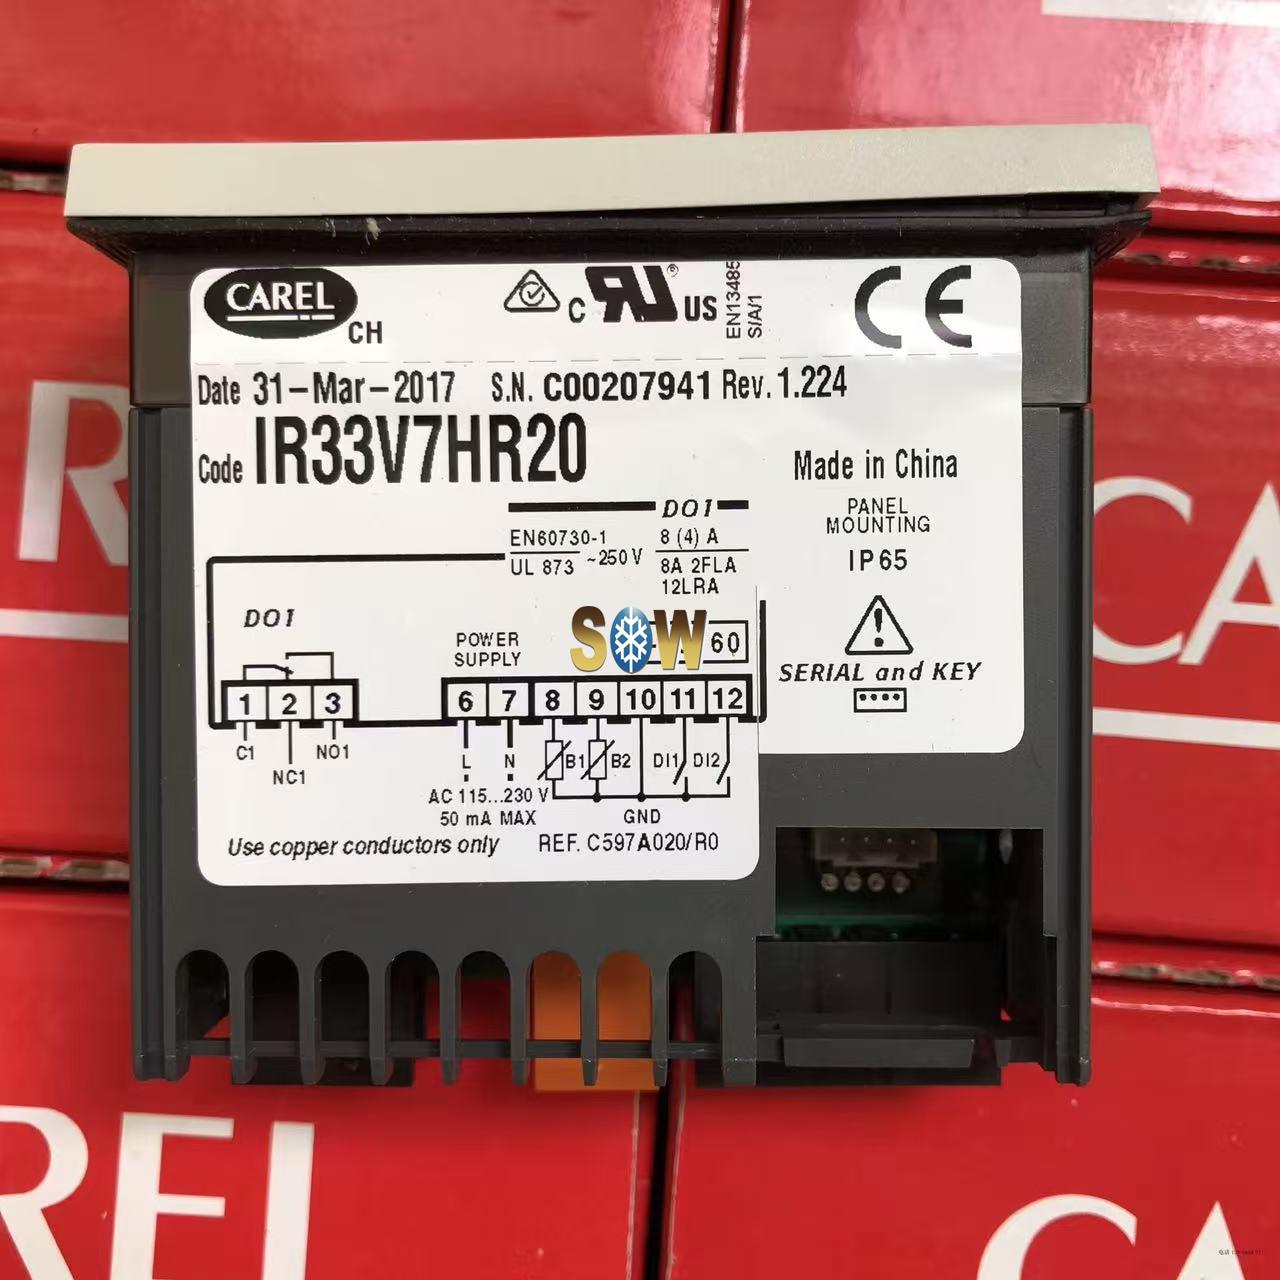 CAREL
CH
C
US
EN13485
S/A/1
CE
Date 31-Mar-2017 S.N. C00207941 Rev. 1.224
Code IR33V7HR20
Made in China
PANEL
MOUNTING
IP65
DO1
EN60730-1
UL 873
~250 V
8 (4) A
8A 2FLA
12LRA
DO1
POWER
SUPPLY
SOW
60
SERIAL and KEY
1 2 3
6 7 8 9 10 11 12
C1
NC1
NO1
L
N
B1
B2
DI1
DI2
AC 115...230 V
50 mA MAX
GND
Use copper conductors only
REF. C597A020/R0
R
CA
CAREL
CA